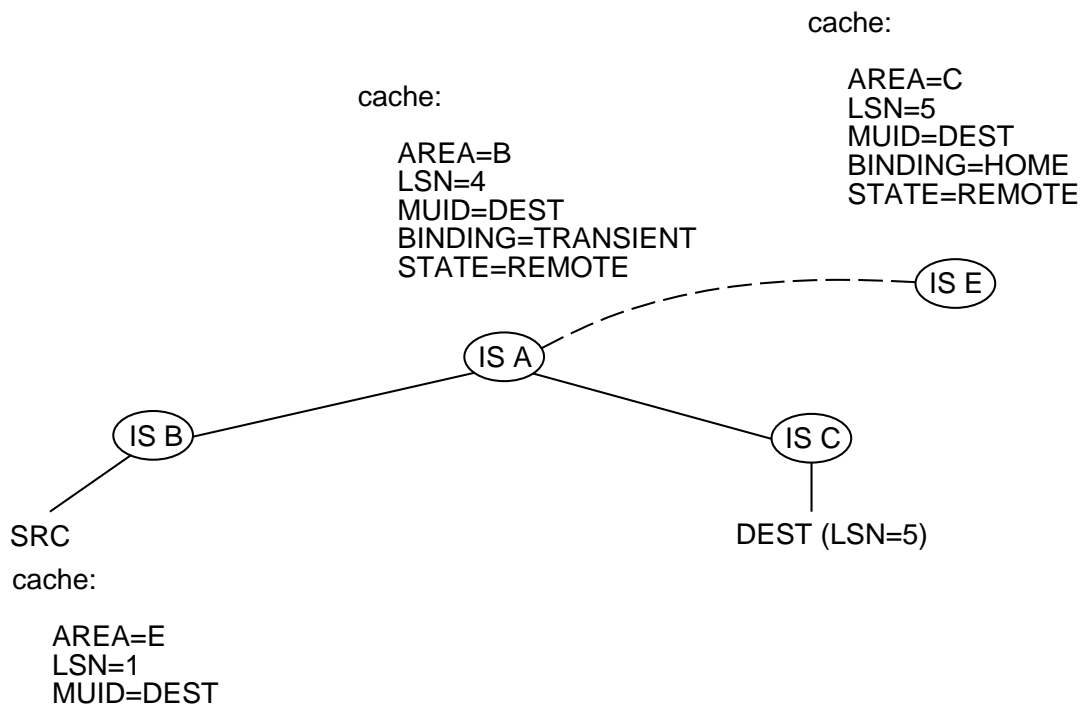 cache:
AREA=C
LSN=5
MUID=DEST
BINDING=HOME
STATE=REMOTE
cache:
AREA=B
LSN=4
MUID=DEST
BINDING=TRANSIENT
STATE=REMOTE
IS E
IS A
IS B
IS C
SRC
DEST (LSN=5)
cache:
AREA=E
LSN=1
MUID=DEST